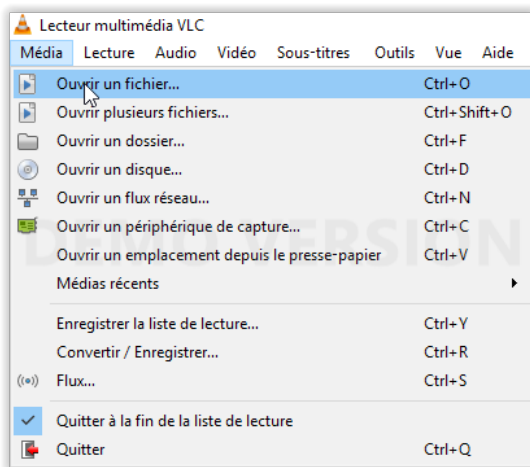 Lecteur multimédia VLC
Média Lecture Audio Vidéo Sous-titres Outils Vue Aide
Ouvrir un fichier... Ctrl+O
Ouvrir plusieurs fichiers... Ctrl+Shift+O
Ouvrir un dossier... Ctrl+F
Ouvrir un disque... Ctrl+D
Ouvrir un flux réseau... Ctrl+N
Ouvrir un périphérique de capture... Ctrl+C
DEMO VERSION
Ouvrir un emplacement depuis le presse-papier Ctrl+V
Médias récents
Enregistrer la liste de lecture... Ctrl+Y
Convertir / Enregistrer... Ctrl+R
Flux... Ctrl+S
Quitter à la fin de la liste de lecture
Quitter Ctrl+Q